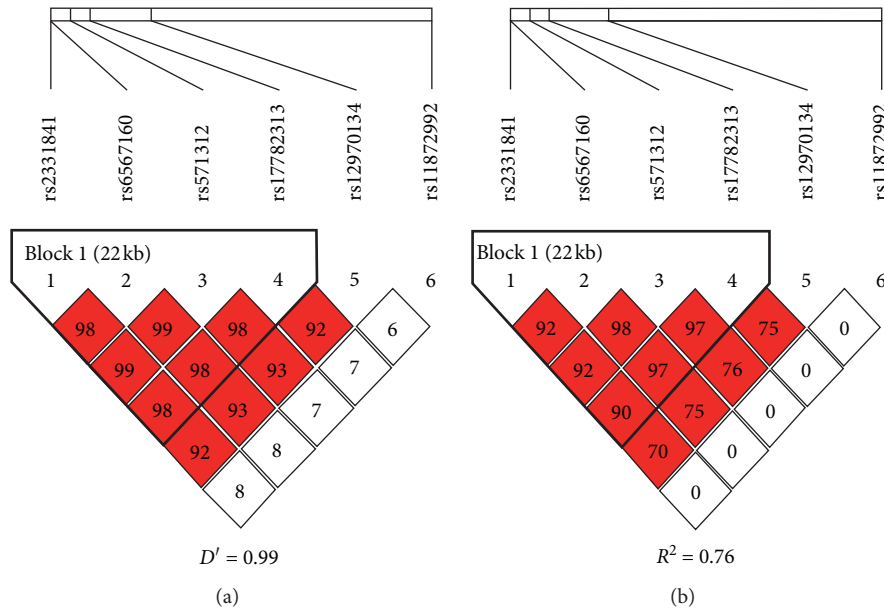 rs2331841
rs6567160
rs571312
rs17782313
rs12970134
rs11872992
Block 1 (22 kb)
1 2 3 4 5 6
98 99 98 92 6
99 98 93 7
98 93 7
92 8
8
D′ = 0.99
(a)
rs2331841
rs6567160
rs571312
rs17782313
rs12970134
rs11872992
Block 1 (22 kb)
1 2 3 4 5 6
92 98 97 75 0
92 97 76 0
90 75 0
70 0
0
R² = 0.76
(b)